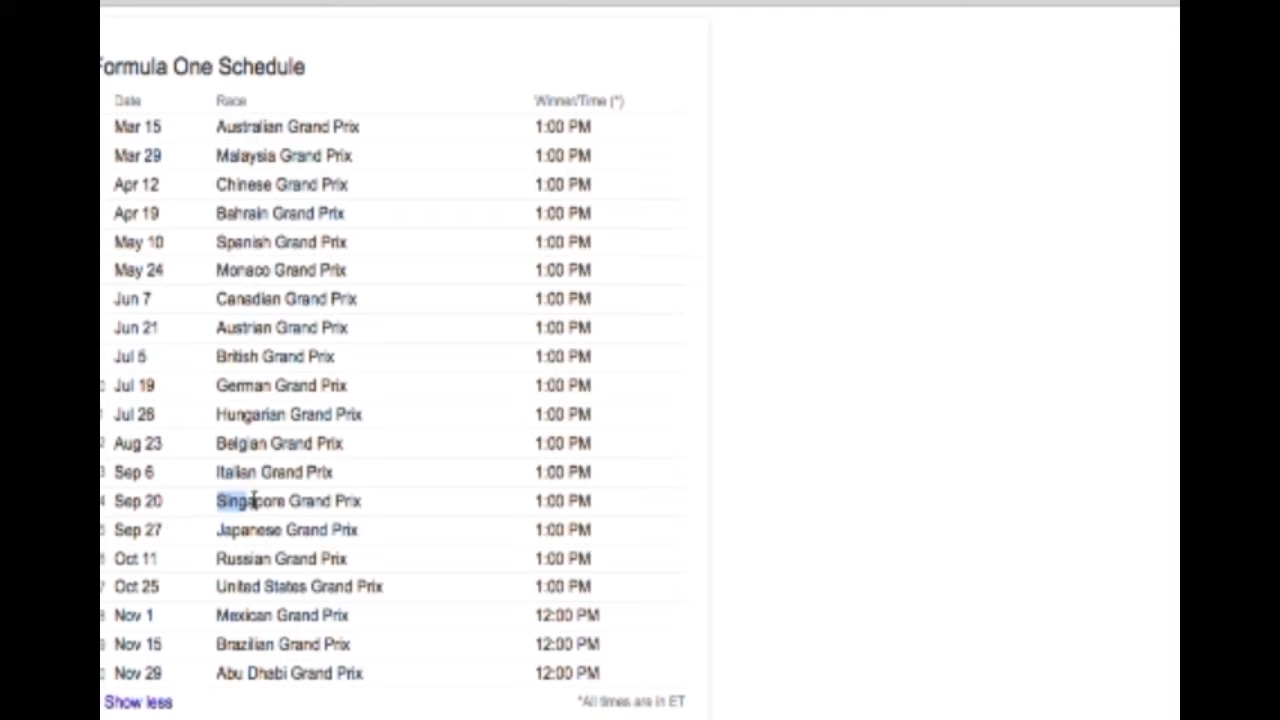 Formula One Schedule
Date Race Winner/Time (*)
Mar 15 Australian Grand Prix 1:00 PM
Mar 29 Malaysia Grand Prix 1:00 PM
Apr 12 Chinese Grand Prix 1:00 PM
Apr 19 Bahrain Grand Prix 1:00 PM
May 10 Spanish Grand Prix 1:00 PM
May 24 Monaco Grand Prix 1:00 PM
Jun 7 Canadian Grand Prix 1:00 PM
Jun 21 Austrian Grand Prix 1:00 PM
Jul 5 British Grand Prix 1:00 PM
Jul 19 German Grand Prix 1:00 PM
Jul 26 Hungarian Grand Prix 1:00 PM
Aug 23 Belgian Grand Prix 1:00 PM
Sep 6 Italian Grand Prix 1:00 PM
Sep 20 Singapore Grand Prix 1:00 PM
Sep 27 Japanese Grand Prix 1:00 PM
Oct 11 Russian Grand Prix 1:00 PM
Oct 25 United States Grand Prix 1:00 PM
Nov 1 Mexican Grand Prix 12:00 PM
Nov 15 Brazilian Grand Prix 12:00 PM
Nov 29 Abu Dhabi Grand Prix 12:00 PM
Show less *All times are in ET